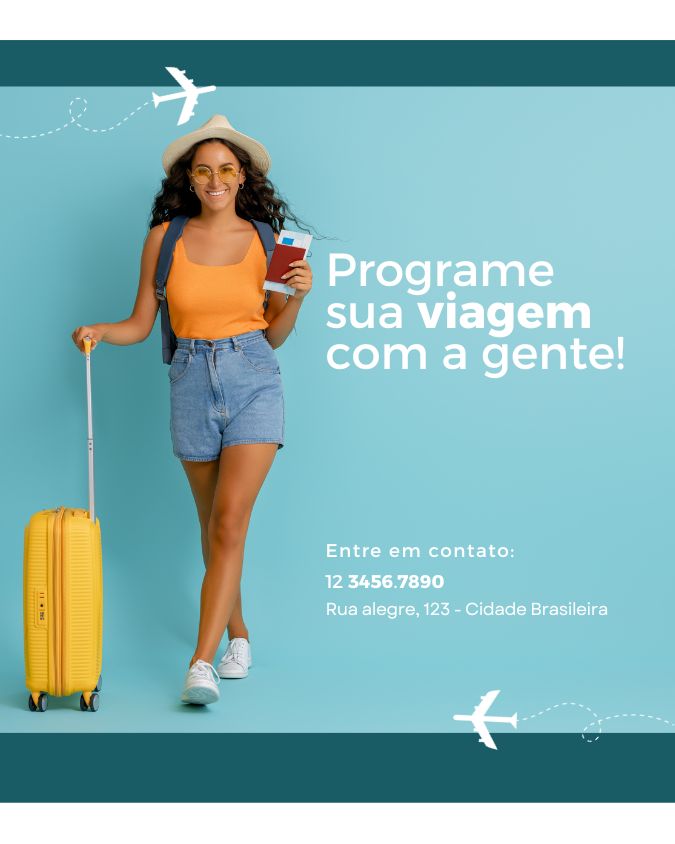 Programe
sua viagem
com a gente!
Entre em contato:
12 3456.7890
Rua alegre, 123 - Cidade Brasileira